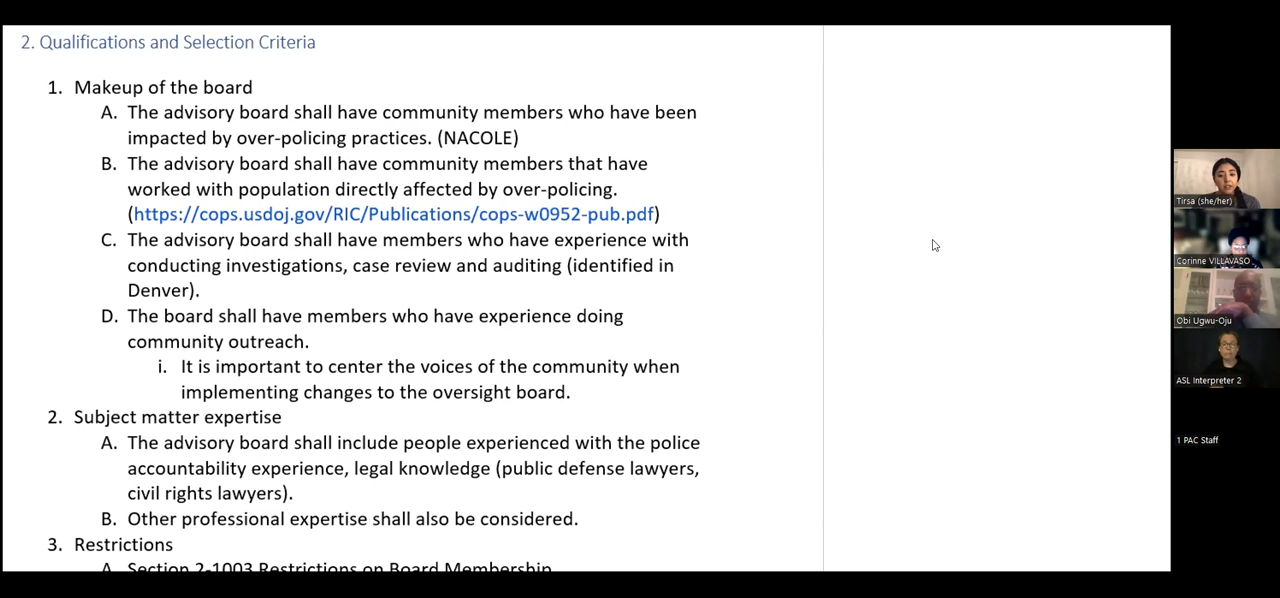 2. Qualifications and Selection Criteria
1. Makeup of the board
A. The advisory board shall have community members who have been
impacted by over-policing practices. (NACOLE)
B. The advisory board shall have community members that have
worked with population directly affected by over-policing.
(https://cops.usdoj.gov/RIC/Publications/cops-w0952-pub.pdf)
C. The advisory board shall have members who have experience with
conducting investigations, case review and auditing (identified in
Denver).
D. The board shall have members who have experience doing
community outreach.
i. It is important to center the voices of the community when
implementing changes to the oversight board.
2. Subject matter expertise
A. The advisory board shall include people experienced with the police
accountability experience, legal knowledge (public defense lawyers,
civil rights lawyers).
B. Other professional expertise shall also be considered.
3. Restrictions
A. Section 2-1003 Restrictions on Board Membership
Tirsa (she/her)
Corinne VILLAVASO
Obi Ugwu-Oju
ASL Interpreter 2
1 PAC Staff